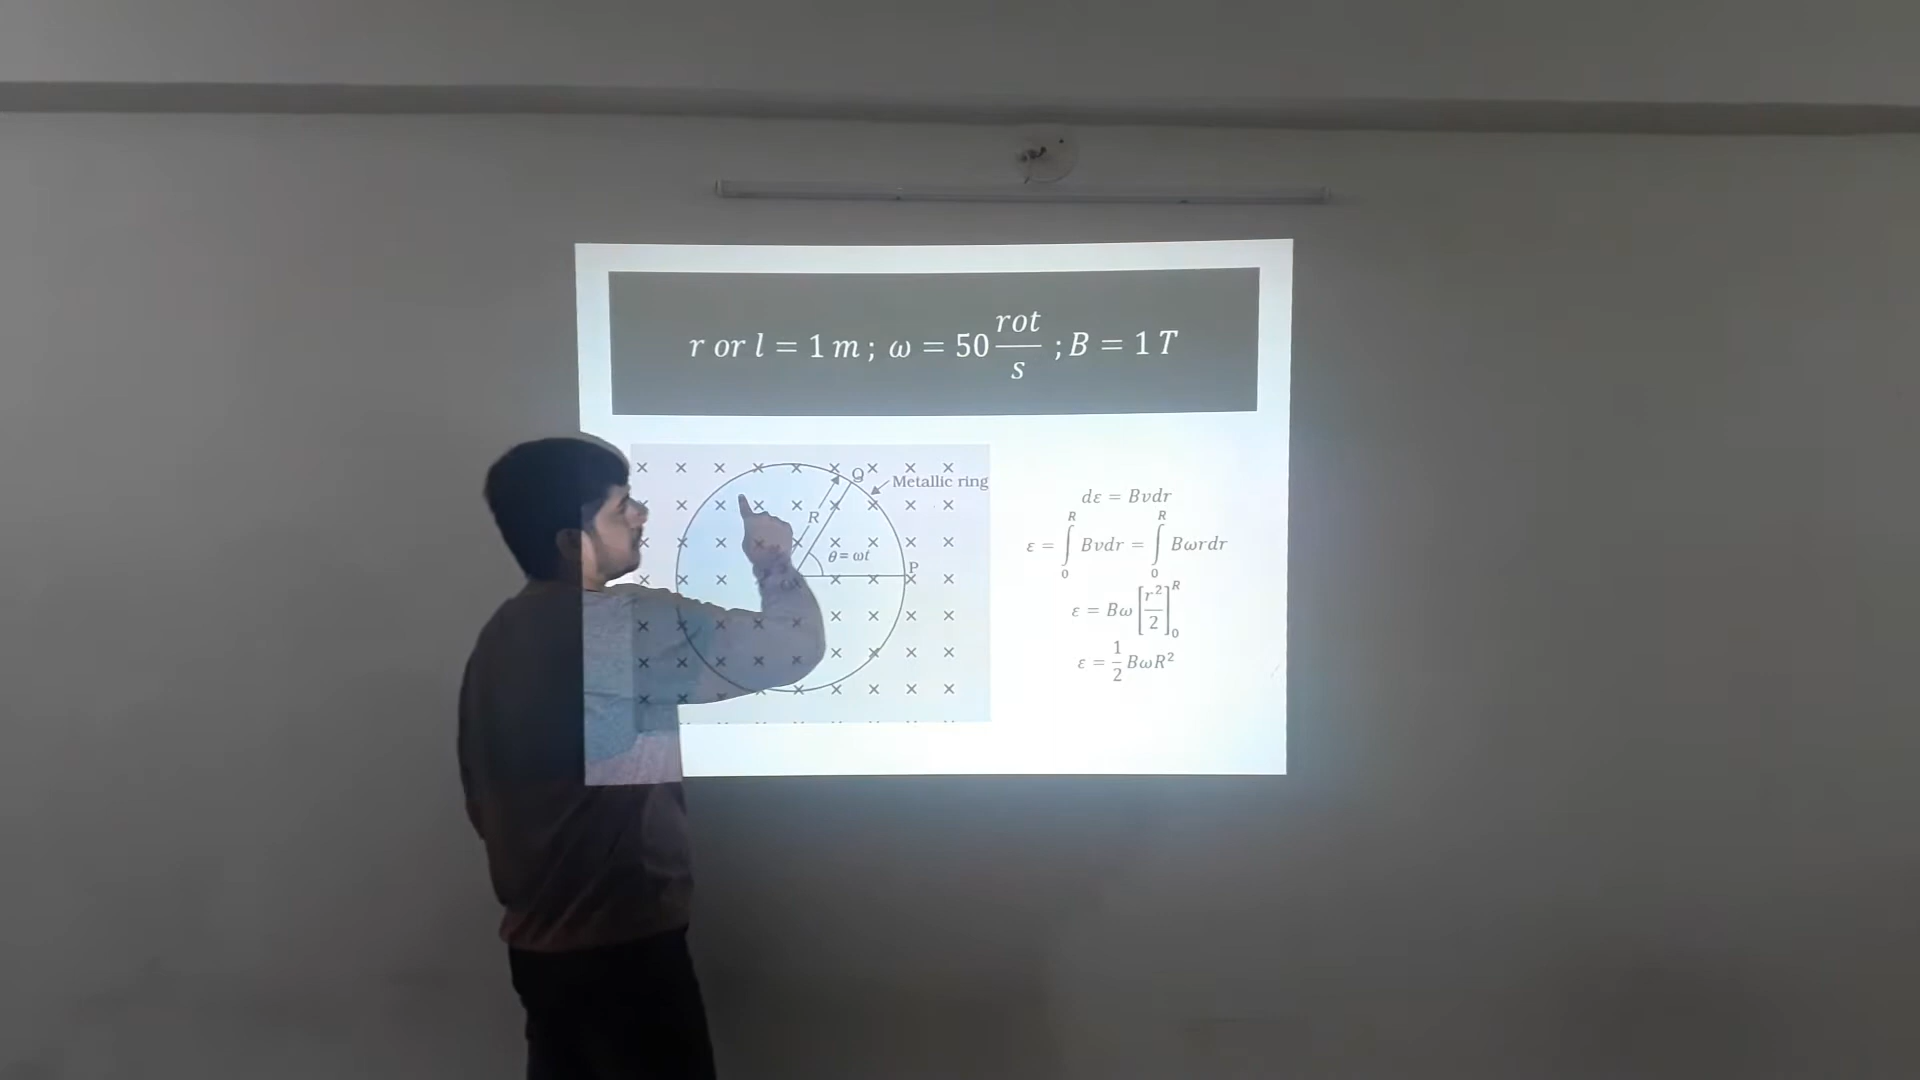 r or l = 1 m ; ω = 50 rot/s ; B = 1 T
Q
Metallic ring
R
θ = ωt
P
dε = Bvdr
ε = ∫₀ᴿ Bvdr = ∫₀ᴿ Bωrdr
ε = Bω [r²/2]₀ᴿ
ε = 1/2 BωR²